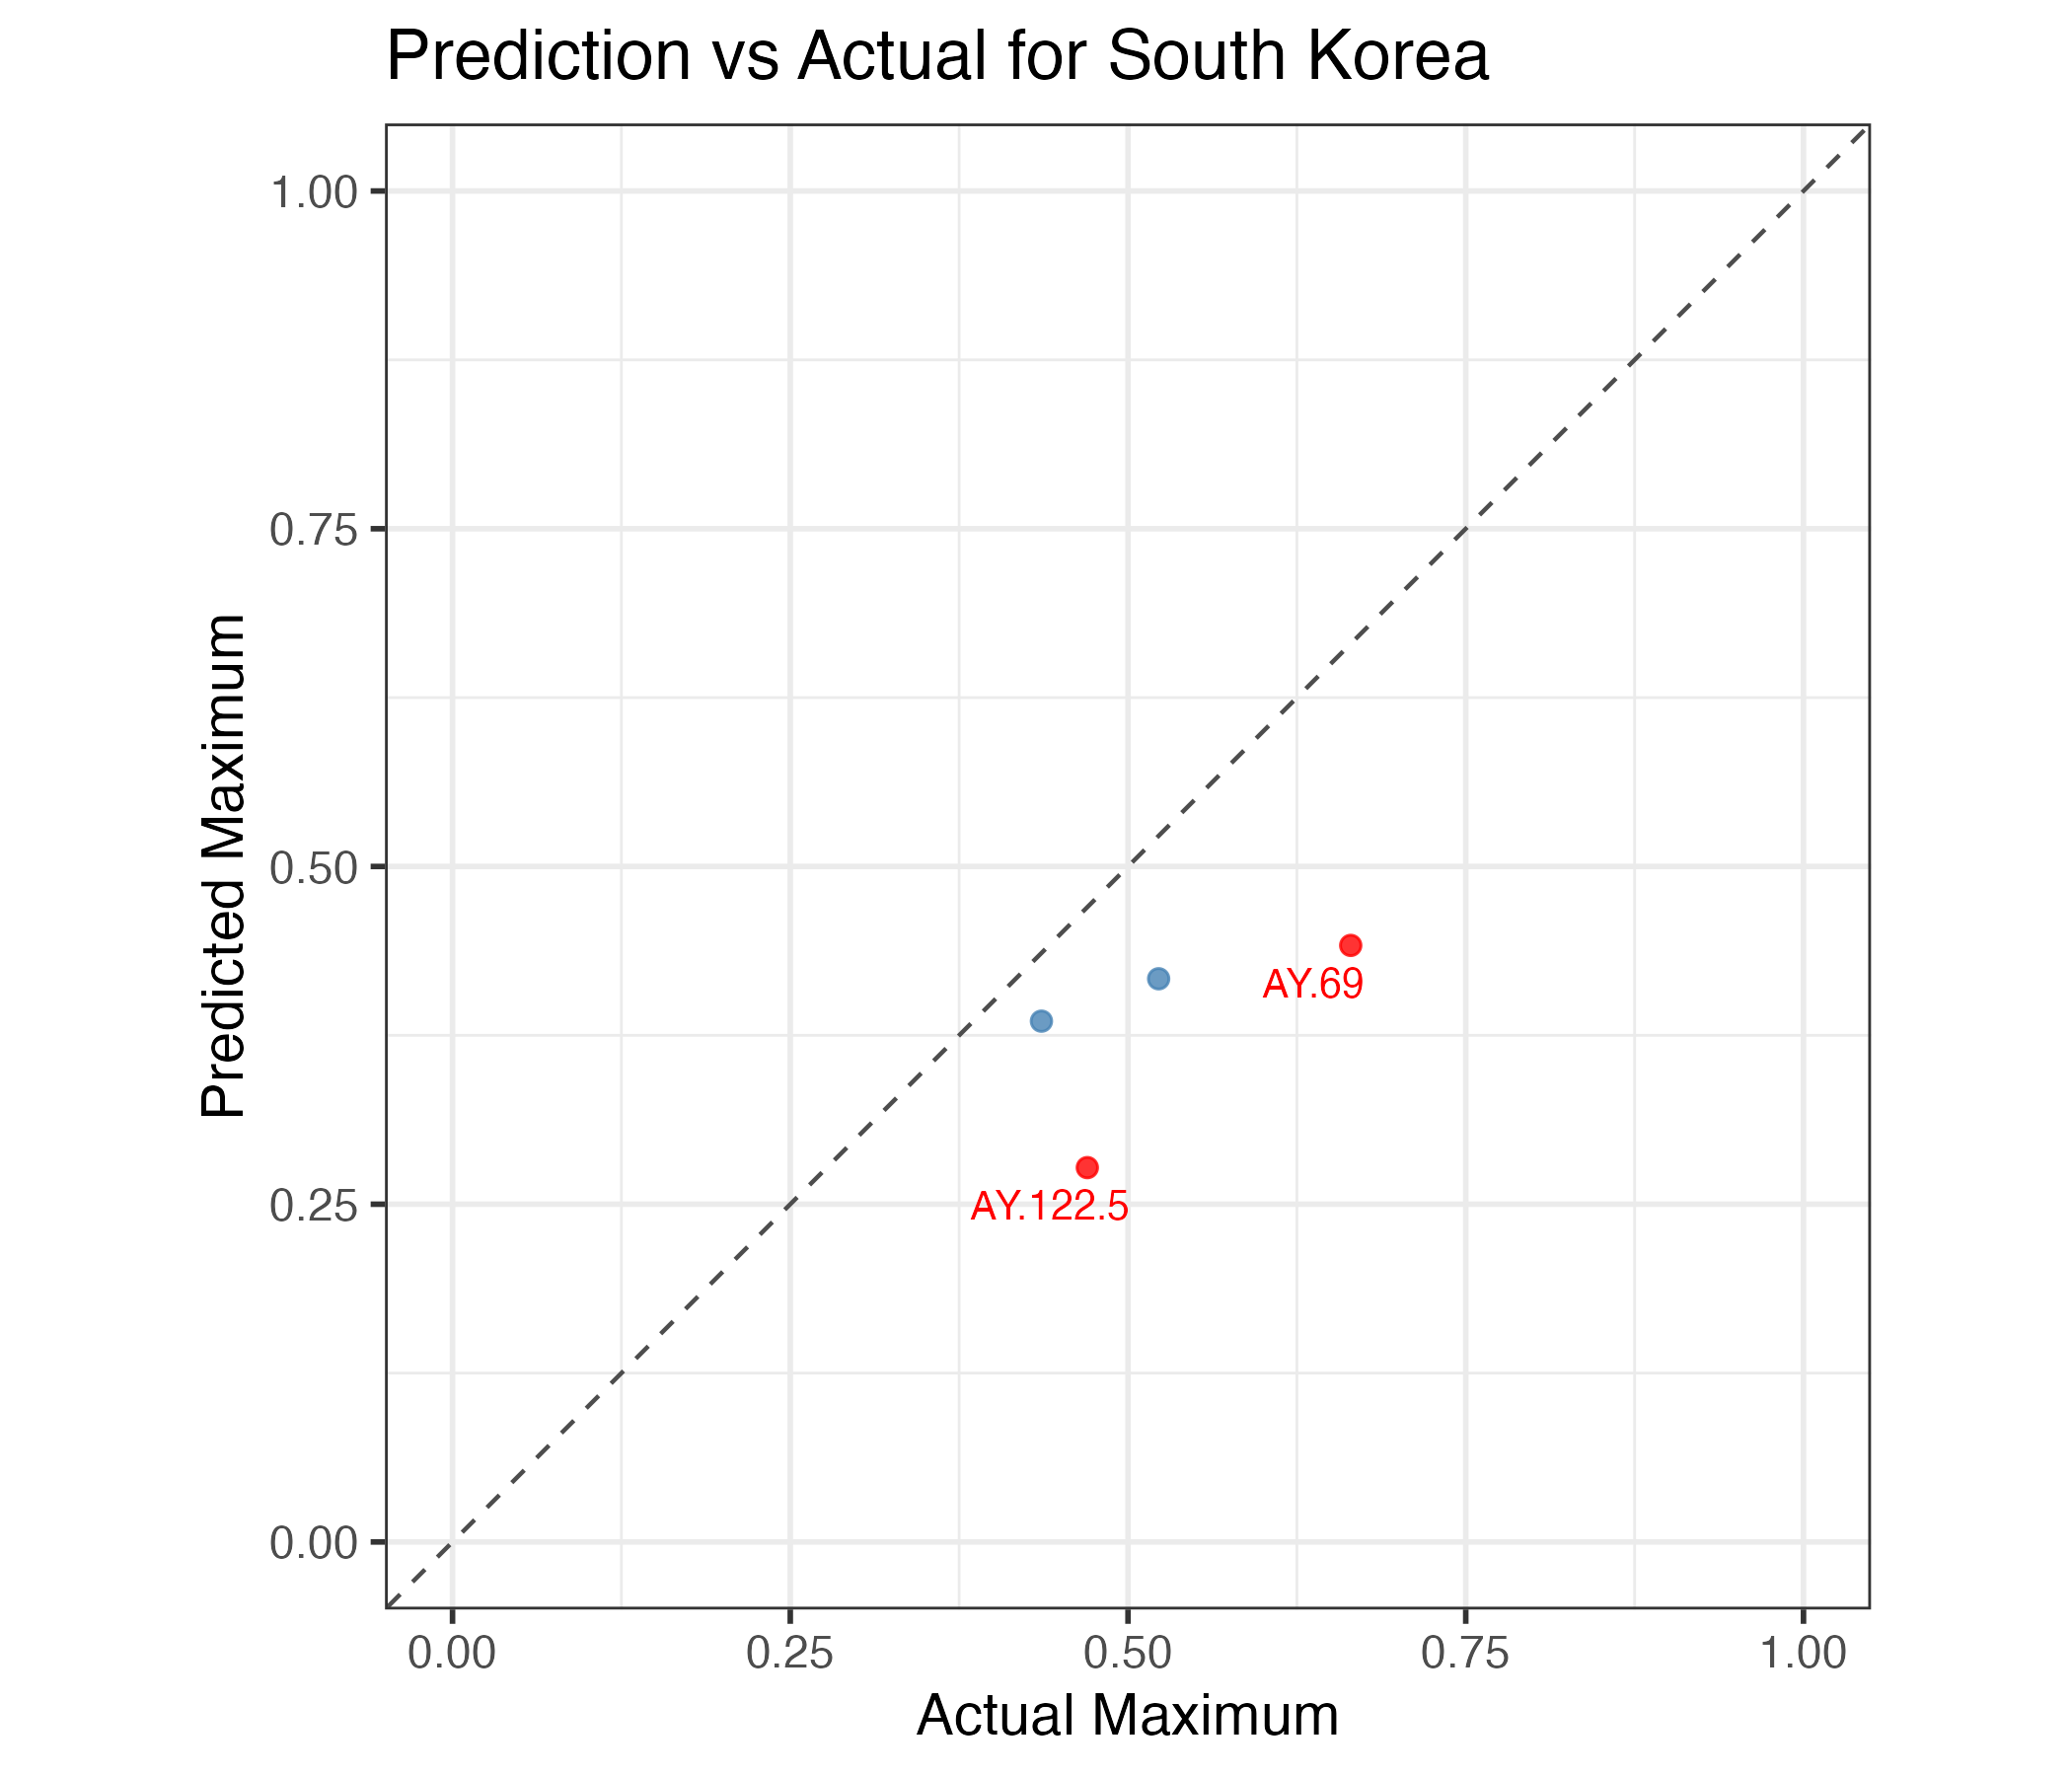 Prediction vs Actual for South Korea
1.00
0.75
0.50
0.25
0.00
Predicted Maximum
AY.69
AY.122.5
0.00 0.25 0.50 0.75 1.00
Actual Maximum